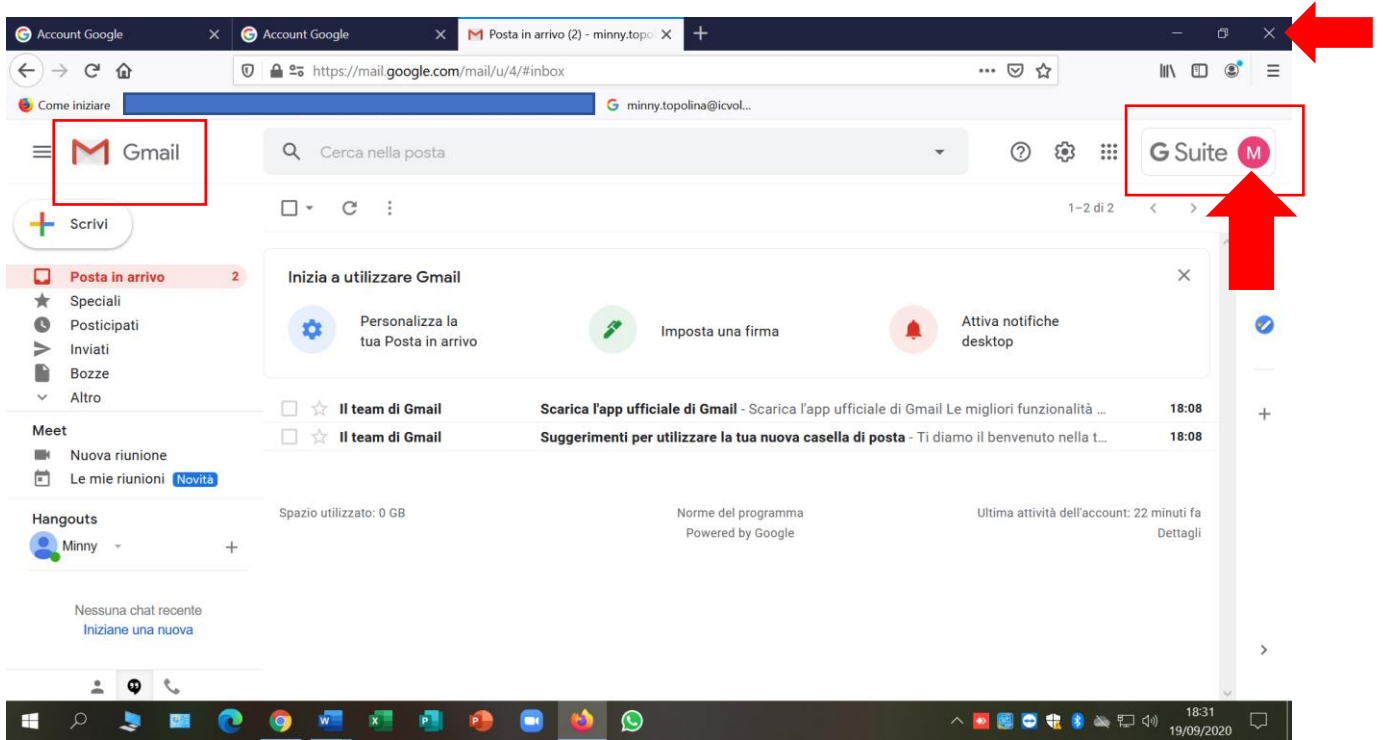 Account Google
Account Google
Posta in arrivo (2) - minny.topo
https://mail.google.com/mail/u/4/#inbox
Come iniziare
minny.topolina@icvol...
Gmail
Cerca nella posta
G Suite M
Scrivi
1–2 di 2
Posta in arrivo 2
Speciali
Posticipati
Inviati
Bozze
Altro
Inizia a utilizzare Gmail
Personalizza la
tua Posta in arrivo
Imposta una firma
Attiva notifiche
desktop
Il team di Gmail Scarica l'app ufficiale di Gmail - Scarica l'app ufficiale di Gmail Le migliori funzionalità ... 18:08
Il team di Gmail Suggerimenti per utilizzare la tua nuova casella di posta - Ti diamo il benvenuto nella t... 18:08
Meet
Nuova riunione
Le mie riunioni Novità
Hangouts
Minny
Nessuna chat recente
Iniziane una nuova
Spazio utilizzato: 0 GB
Norme del programma
Powered by Google
Ultima attività dell'account: 22 minuti fa
Dettagli
18:31
19/09/2020